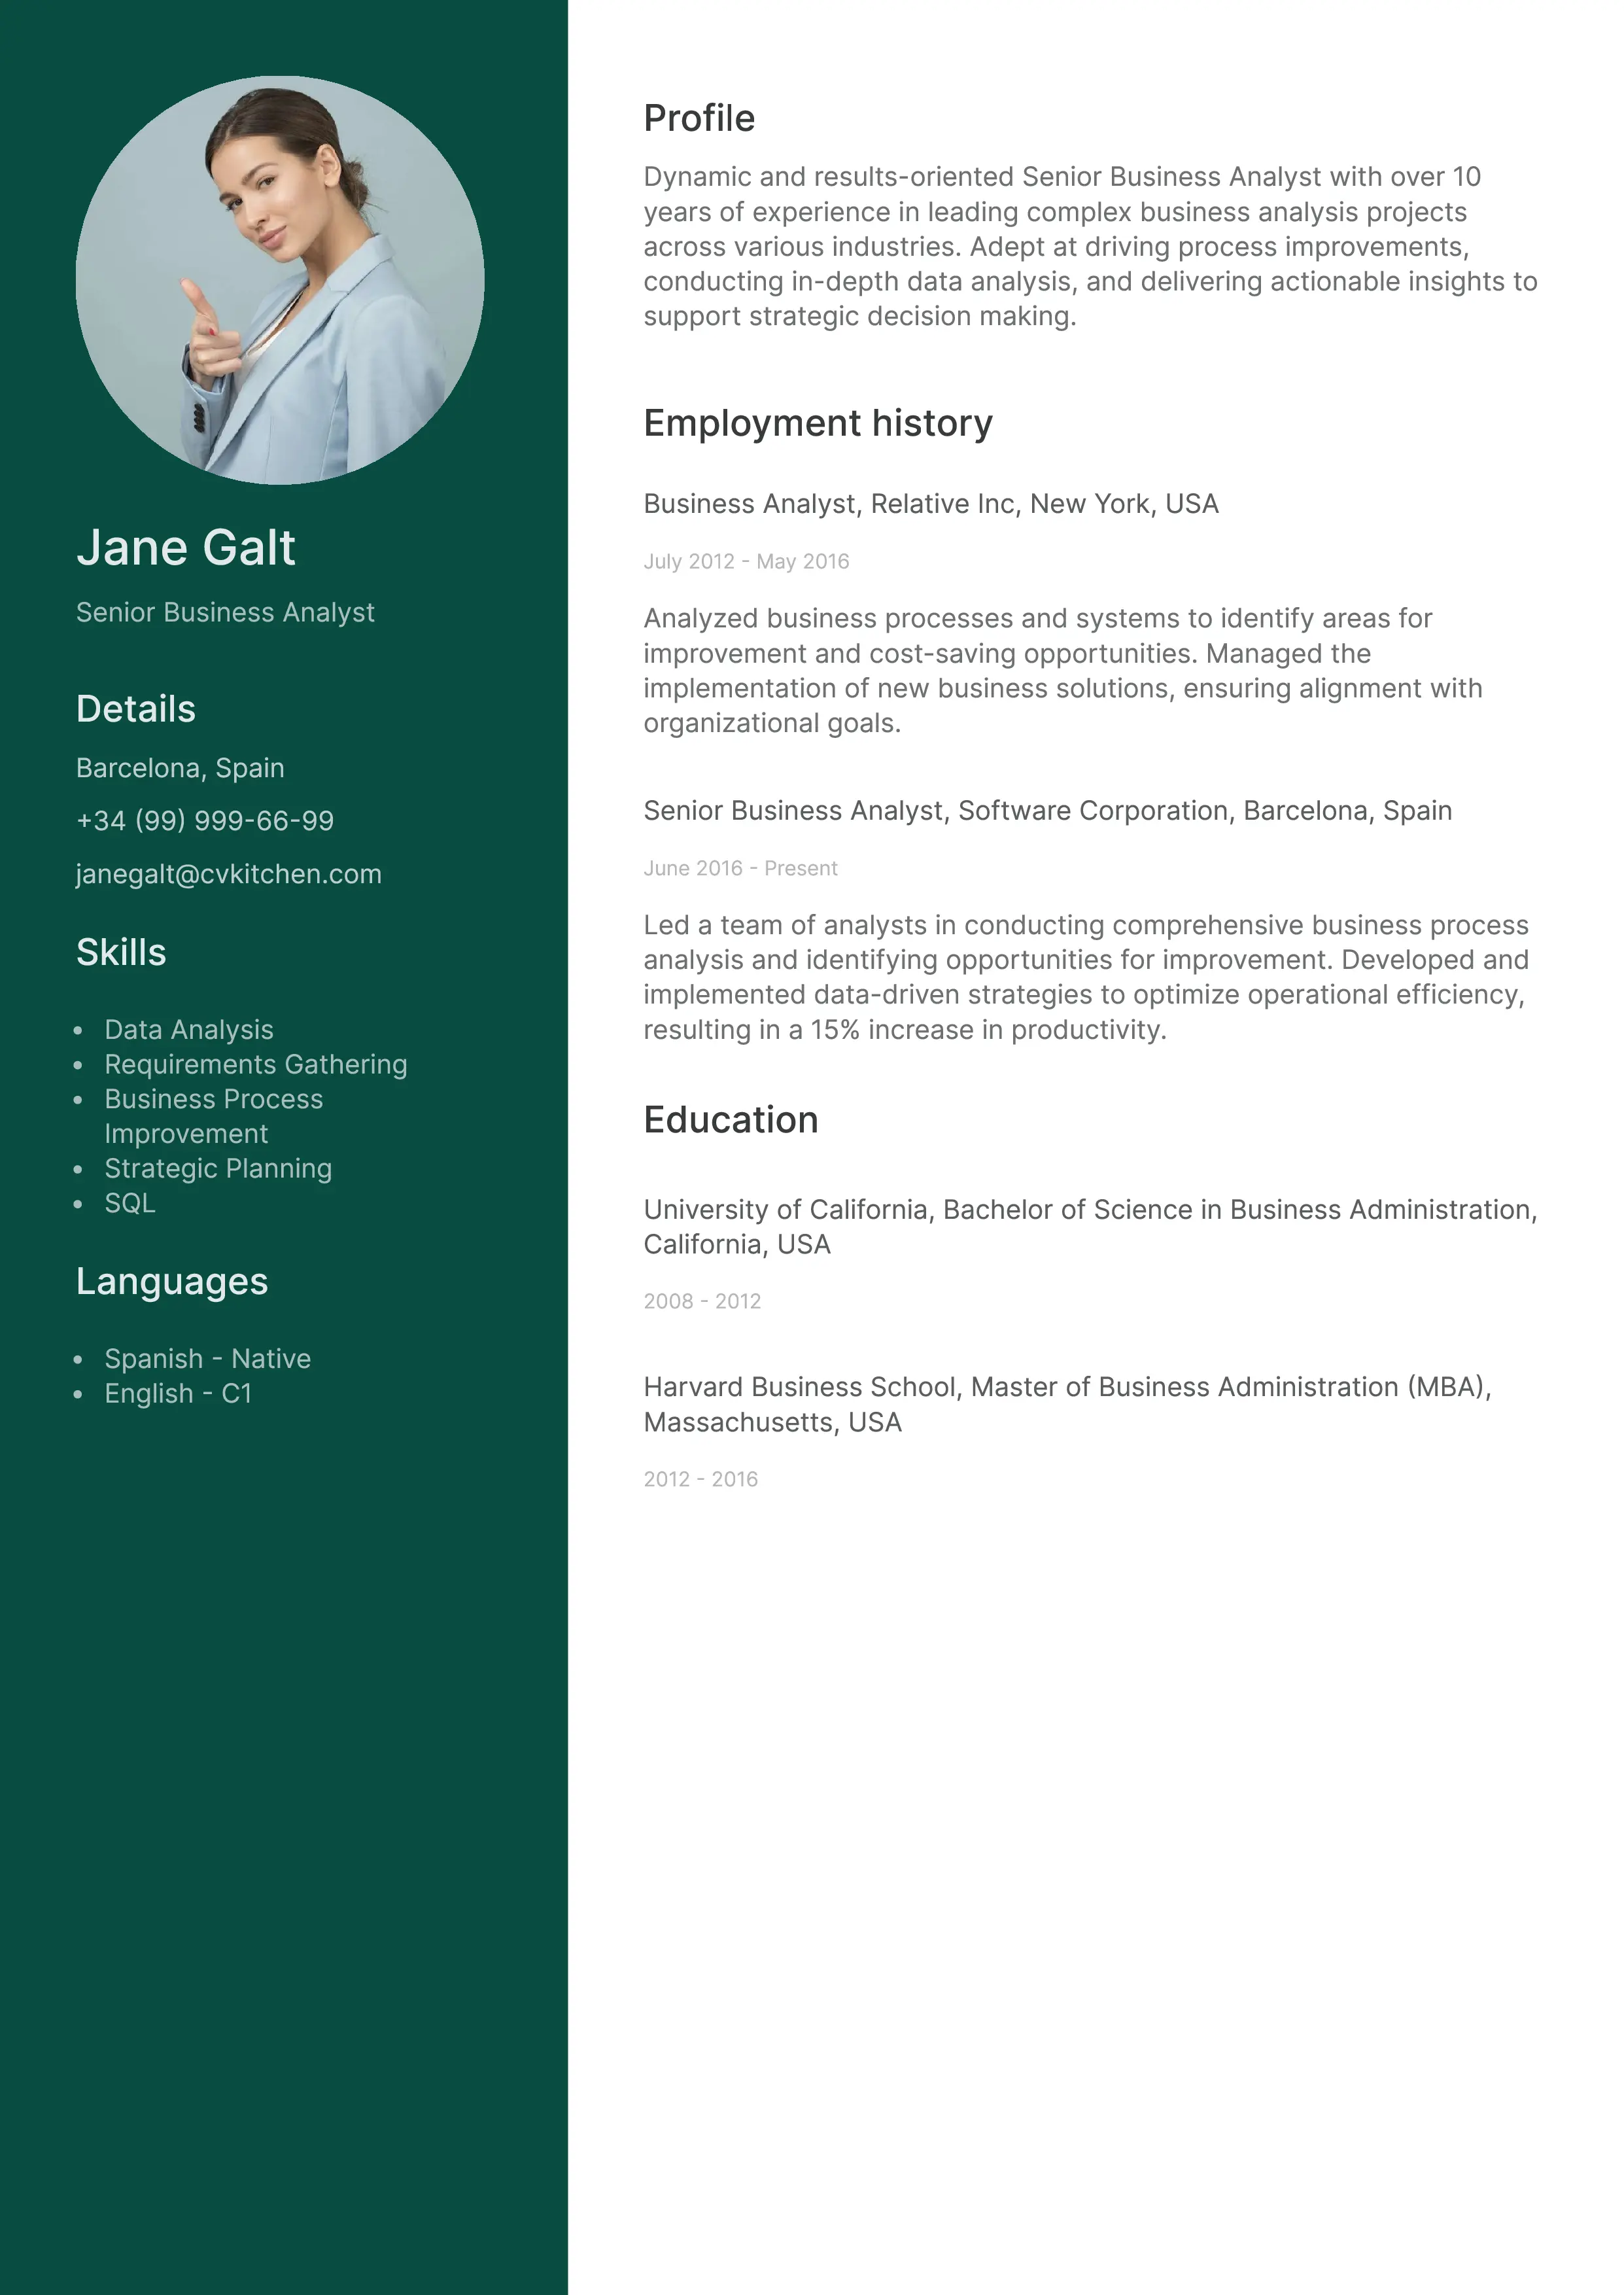 Jane Galt
Senior Business Analyst
Details
Barcelona, Spain
+34 (99) 999-66-99
janegalt@cvkitchen.com
Skills
• Data Analysis
• Requirements Gathering
• Business Process
Improvement
• Strategic Planning
• SQL
Languages
• Spanish - Native
• English - C1
Profile
Dynamic and results-oriented Senior Business Analyst with over 10
years of experience in leading complex business analysis projects
across various industries. Adept at driving process improvements,
conducting in-depth data analysis, and delivering actionable insights to
support strategic decision making.
Employment history
Business Analyst, Relative Inc, New York, USA
July 2012 - May 2016
Analyzed business processes and systems to identify areas for
improvement and cost-saving opportunities. Managed the
implementation of new business solutions, ensuring alignment with
organizational goals.
Senior Business Analyst, Software Corporation, Barcelona, Spain
June 2016 - Present
Led a team of analysts in conducting comprehensive business process
analysis and identifying opportunities for improvement. Developed and
implemented data-driven strategies to optimize operational efficiency,
resulting in a 15% increase in productivity.
Education
University of California, Bachelor of Science in Business Administration,
California, USA
2008 - 2012
Harvard Business School, Master of Business Administration (MBA),
Massachusetts, USA
2012 - 2016